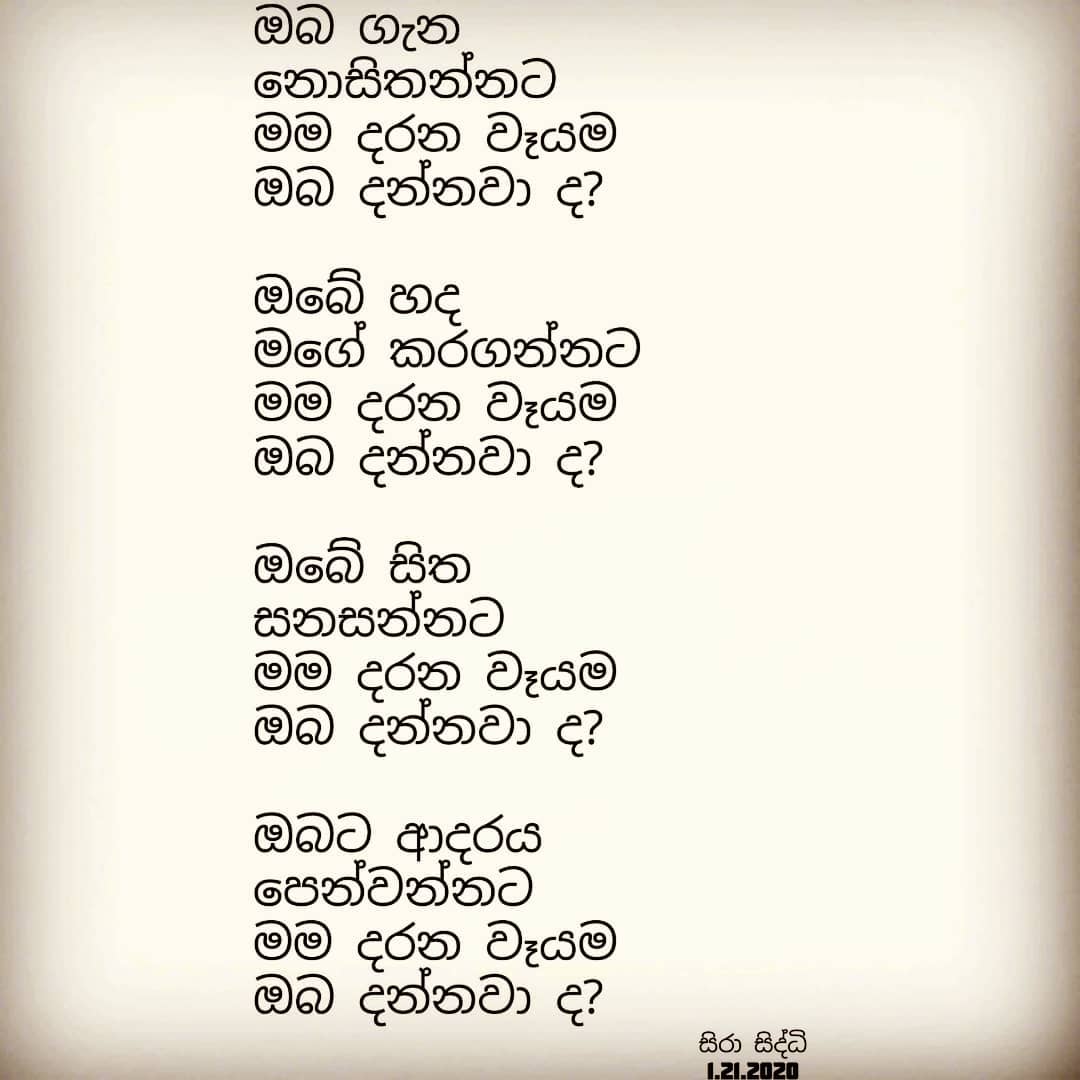 ඔබ ගැන
නොසිතන්නට
මම දරන වෑයම
ඔබ දන්නවා ද?

ඔබේ හද
මගේ කරගන්නට
මම දරන වෑයම
ඔබ දන්නවා ද?

ඔබේ සිත
සනසන්නට
මම දරන වෑයම
ඔබ දන්නවා ද?

ඔබට ආදරය
පෙන්වන්නට
මම දරන වෑයම
ඔබ දන්නවා ද?

සිරා සිද්ධි
1.21.2020